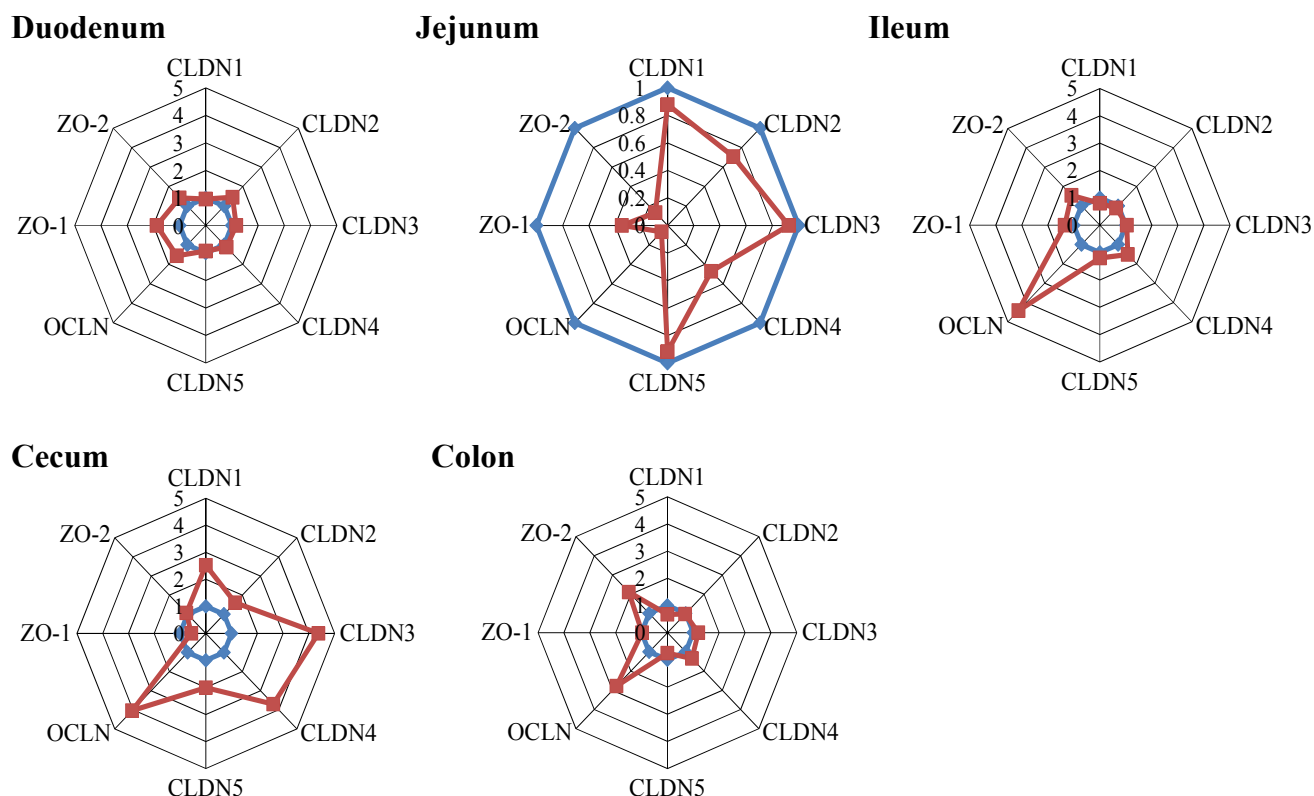 Duodenum
CLDN1
5
4
3
2
1
0
CLDN2
CLDN3
CLDN4
CLDN5
OCLN
ZO-1
ZO-2
Jejunum
CLDN1
1
0.8
0.6
0.4
0.2
0
CLDN2
CLDN3
CLDN4
CLDN5
OCLN
ZO-1
ZO-2
Ileum
CLDN1
5
4
3
2
1
0
CLDN2
CLDN3
CLDN4
CLDN5
OCLN
ZO-1
ZO-2
Cecum
CLDN1
5
4
3
2
1
0
CLDN2
CLDN3
CLDN4
CLDN5
OCLN
ZO-1
ZO-2
Colon
CLDN1
5
4
3
2
1
0
CLDN2
CLDN3
CLDN4
CLDN5
OCLN
ZO-1
ZO-2